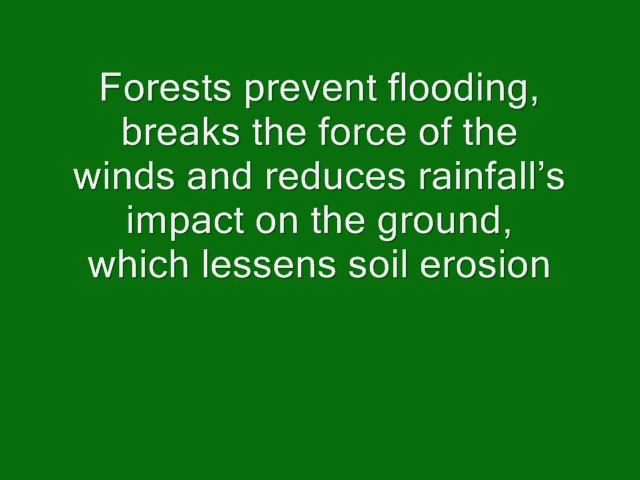 Forests prevent flooding,
breaks the force of the
winds and reduces rainfall’s
impact on the ground,
which lessens soil erosion